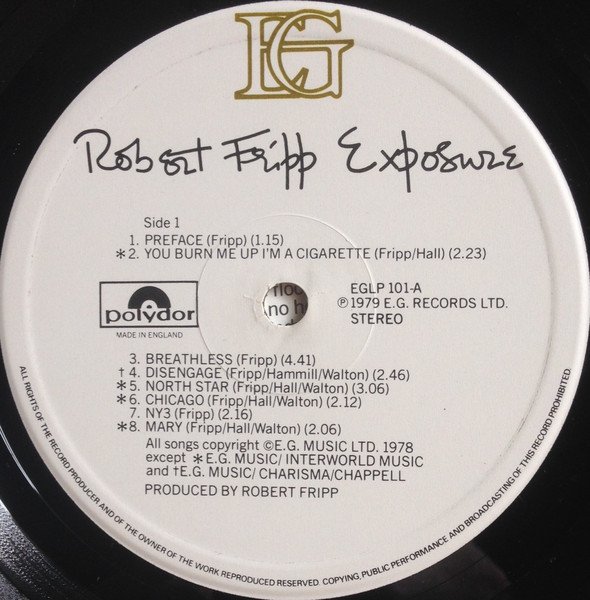 EG
Robert Fripp Exposure
Side 1
1. PREFACE (Fripp) (1.15)
*2. YOU BURN ME UP I'M A CIGARETTE (Fripp/Hall) (2.23)
polydor
MADE IN ENGLAND
no h
EGLP 101-A
℗1979 E.G. RECORDS LTD.
STEREO
3. BREATHLESS (Fripp) (4.41)
†4. DISENGAGE (Fripp/Hammill/Walton) (2.46)
*5. NORTH STAR (Fripp/Hall/Walton) (3.06)
*6. CHICAGO (Fripp/Hall/Walton) (2.12)
7. NY3 (Fripp) (2.16)
*8. MARY (Fripp/Hall/Walton) (2.06)
All songs copyright ©E.G. MUSIC LTD. 1978
except *E.G. MUSIC/ INTERWORLD MUSIC
and †E.G. MUSIC/ CHARISMA/CHAPPELL
PRODUCED BY ROBERT FRIPP
ALL RIGHTS OF THE RECORD PRODUCER AND OF THE OWNER OF THE WORK REPRODUCED RESERVED. COPYING, PUBLIC PERFORMANCE AND BROADCASTING OF THIS RECORD PROHIBITED.